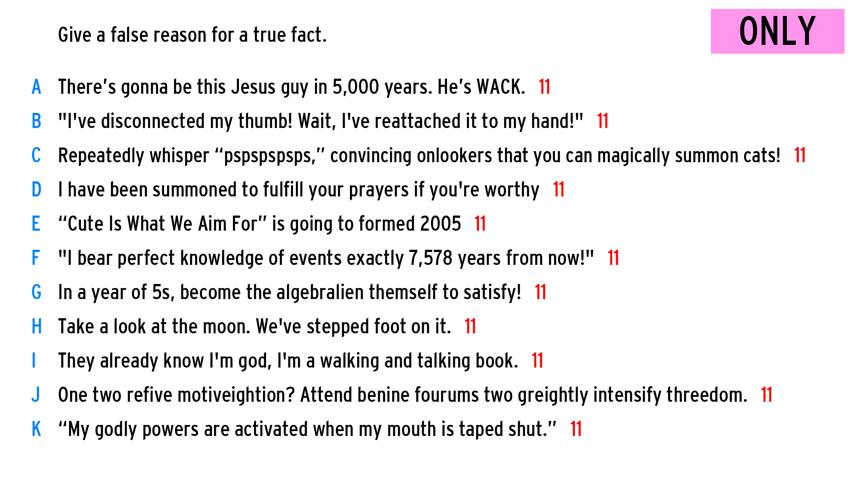 Give a false reason for a true fact.
ONLY
A There's gonna be this Jesus guy in 5,000 years. He's WACK. 11
B "I've disconnected my thumb! Wait, I've reattached it to my hand!" 11
C Repeatedly whisper “pspspspsps,” convincing onlookers that you can magically summon cats! 11
D I have been summoned to fulfill your prayers if you're worthy 11
E “Cute Is What We Aim For” is going to formed 2005 11
F "I bear perfect knowledge of events exactly 7,578 years from now!" 11
G In a year of 5s, become the algebralien themself to satisfy! 11
H Take a look at the moon. We've stepped foot on it. 11
I They already know I'm god, I'm a walking and talking book. 11
J One two refive motiveightion? Attend benine fourums two greightly intensify threedom. 11
K “My godly powers are activated when my mouth is taped shut.” 11